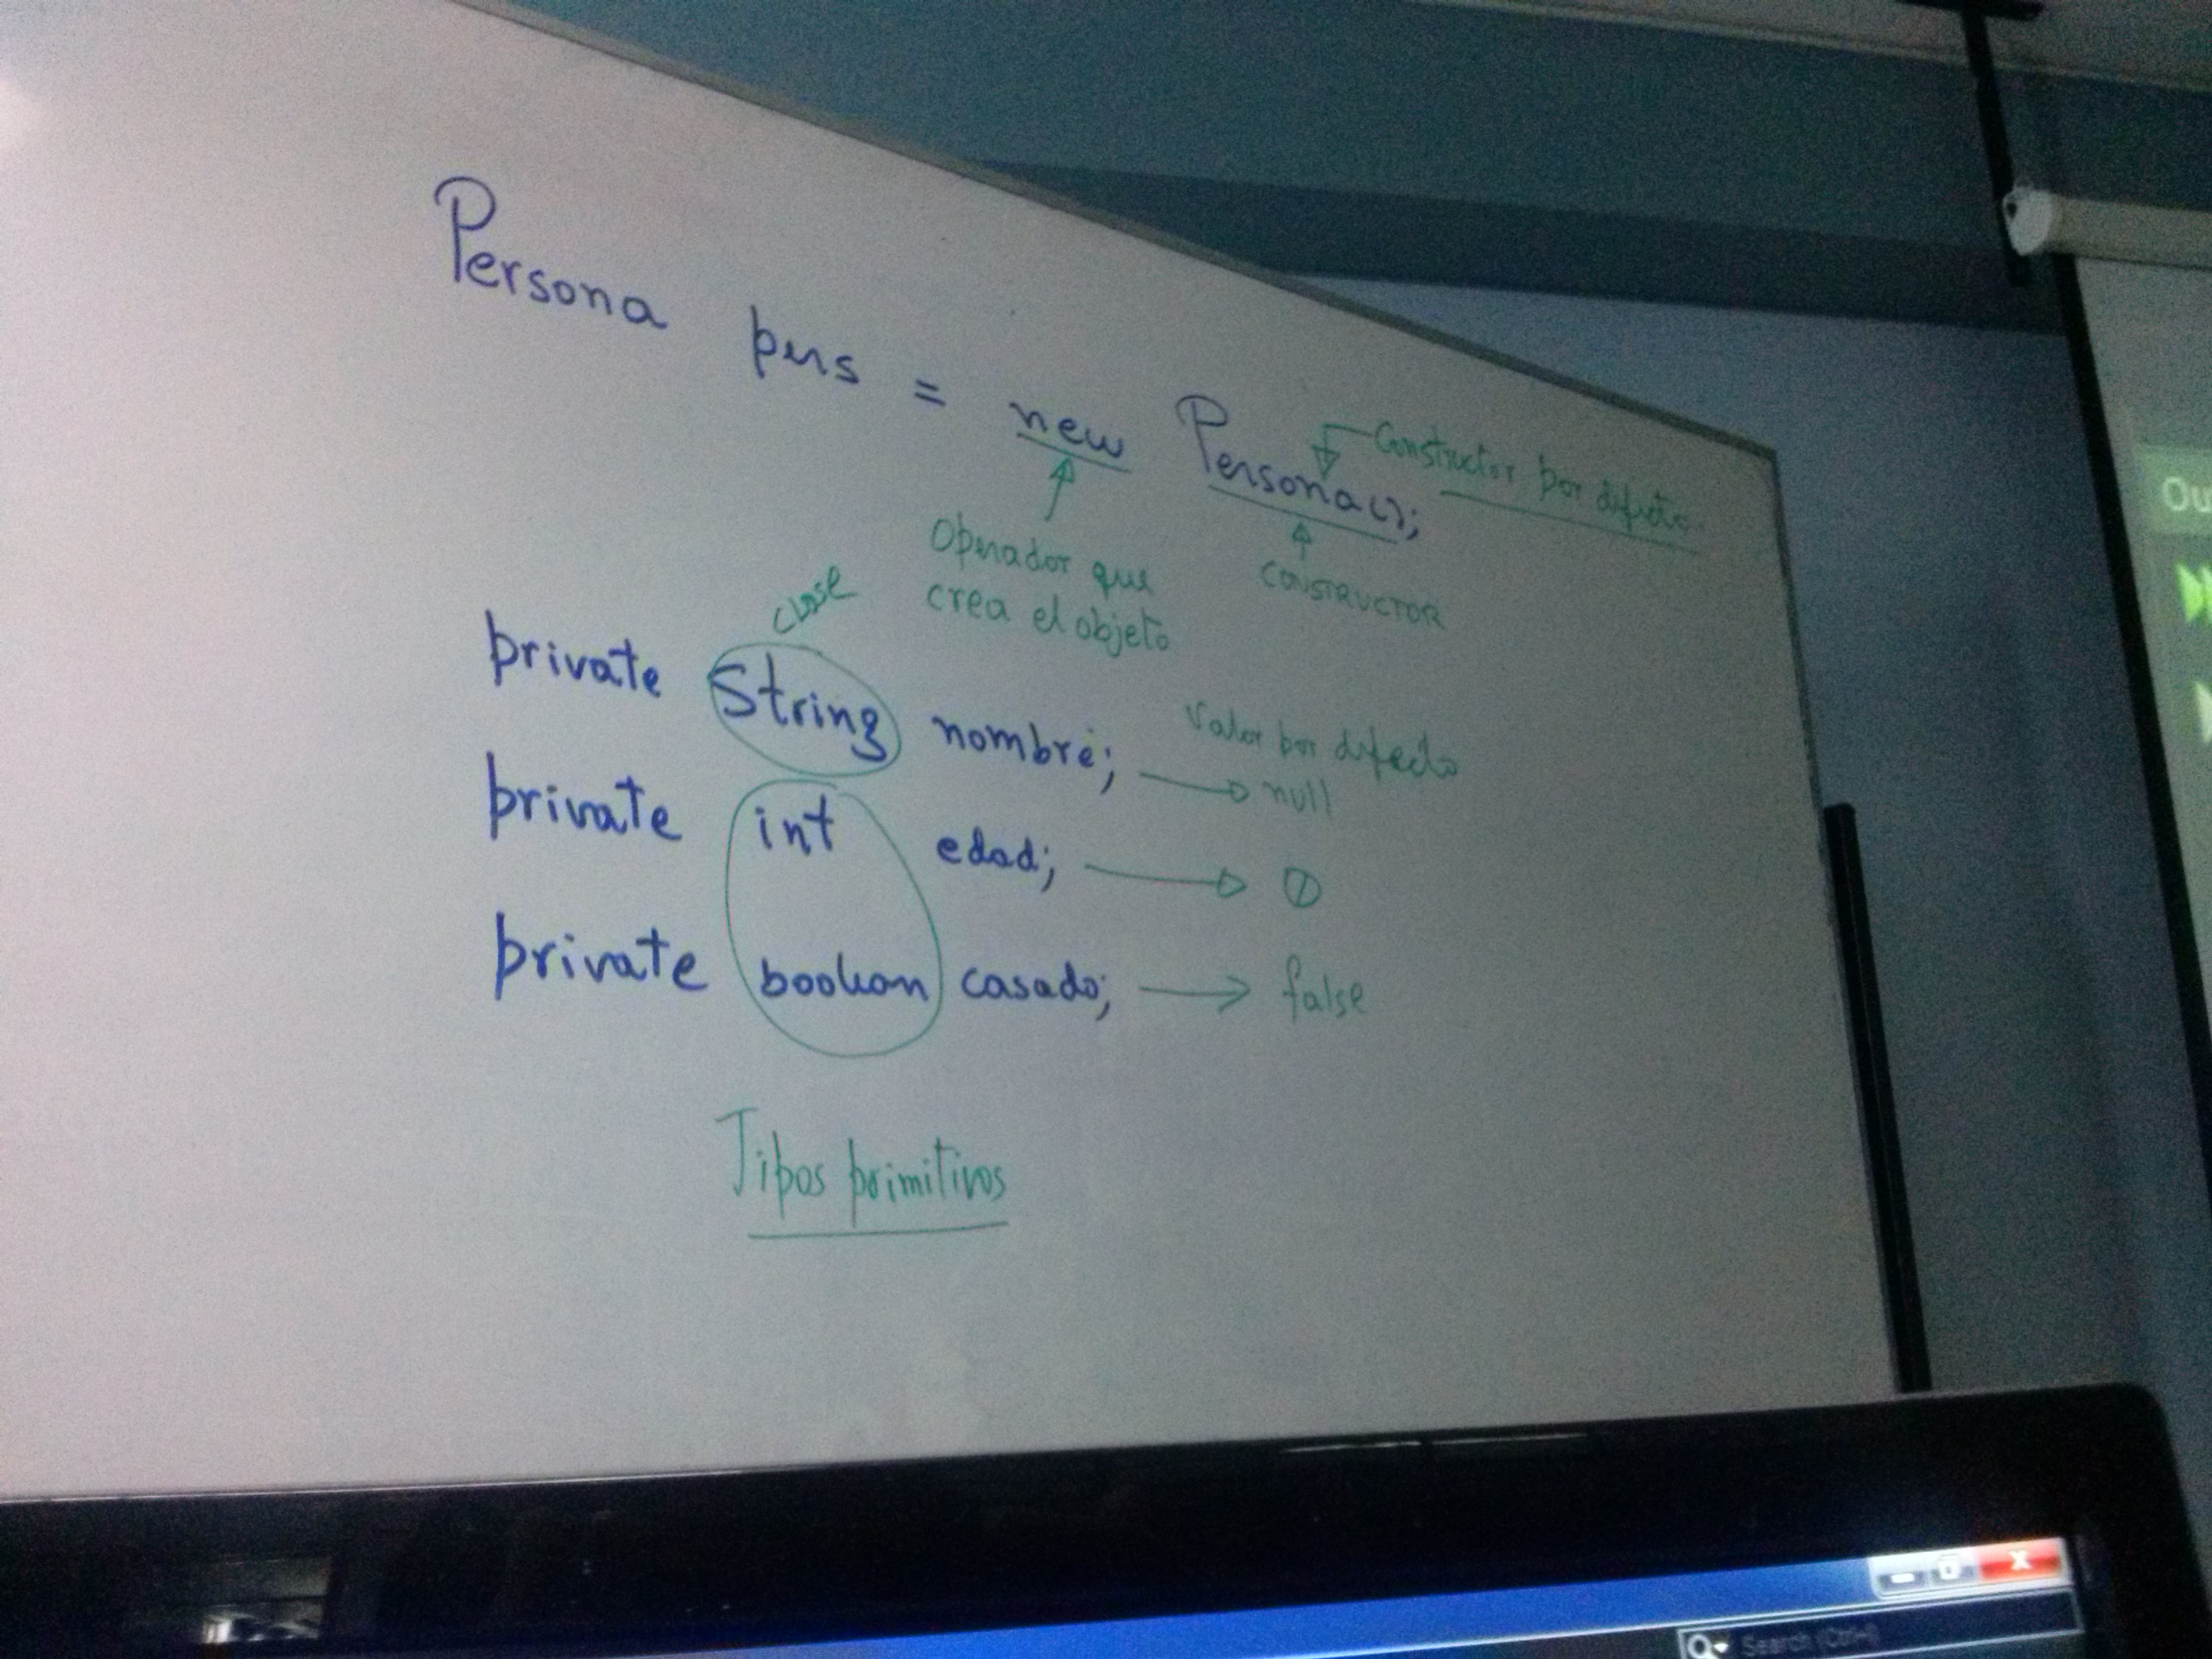 Persona pers = new Persona();
Constructor por defecto
Operador que
crea el objeto
CONSTRUCTOR
clase
private String nombre;
Valor por defecto
null
private int edad;
0
private boolean casado;
false
Tipos primitivos
Ou
Search (Ctrl+I)